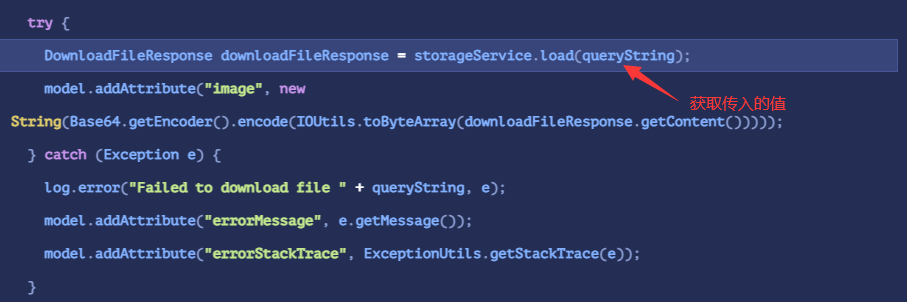 try {
DownloadFileResponse downloadFileResponse = storageService.load(queryString);
model.addAttribute("image", new
获取传入的值
String(Base64.getEncoder().encode(IOUtils.toByteArray(downloadFileResponse.getContent()))));
} catch (Exception e) {
log.error("Failed to download file " + queryString, e);
model.addAttribute("errorMessage", e.getMessage());
model.addAttribute("errorStackTrace", ExceptionUtils.getStackTrace(e));
}